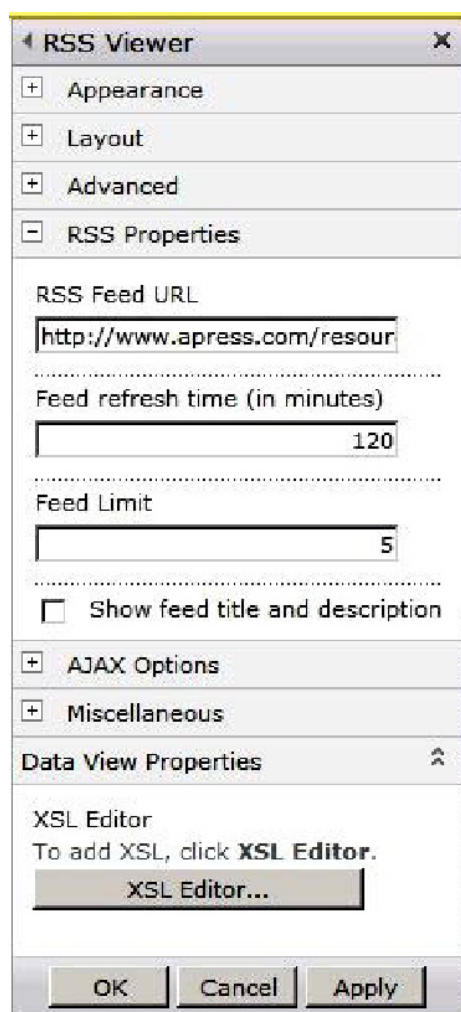 RSS Viewer
Appearance
Layout
Advanced
RSS Properties
RSS Feed URL
http://www.apress.com/resour
Feed refresh time (in minutes)
120
Feed Limit
5
Show feed title and description
AJAX Options
Miscellaneous
Data View Properties
XSL Editor
To add XSL, click XSL Editor.
XSL Editor...
OK Cancel Apply